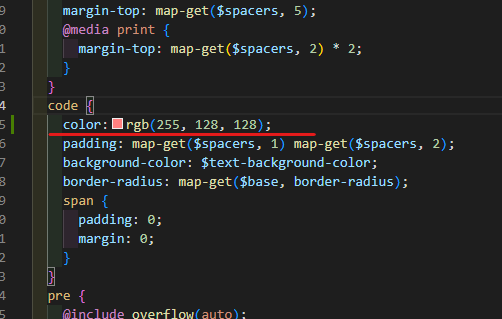 9 margin-top: map-get($spacers, 5);
0 @media print {
1 margin-top: map-get($spacers, 2) * 2;
2 }
3 }
4 code {
5 color: rgb(255, 128, 128);
6 padding: map-get($spacers, 1) map-get($spacers, 2);
7 background-color: $text-background-color;
8 border-radius: map-get($base, border-radius);
9 span {
0 padding: 0;
1 margin: 0;
2 }
3 }
4 pre {
5 @include overflow(auto);